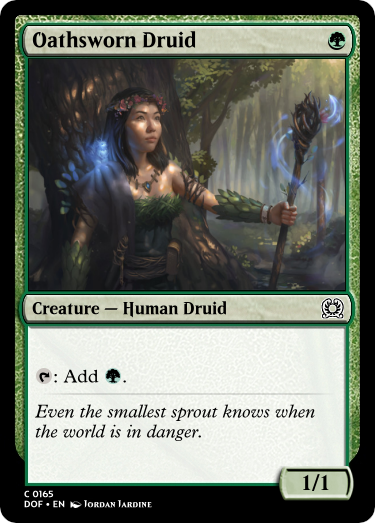 Oathsworn Druid
Creature — Human Druid
: Add .
Even the smallest sprout knows when
the world is in danger.
1/1
C 0165
DOF • EN Jordan Jardine